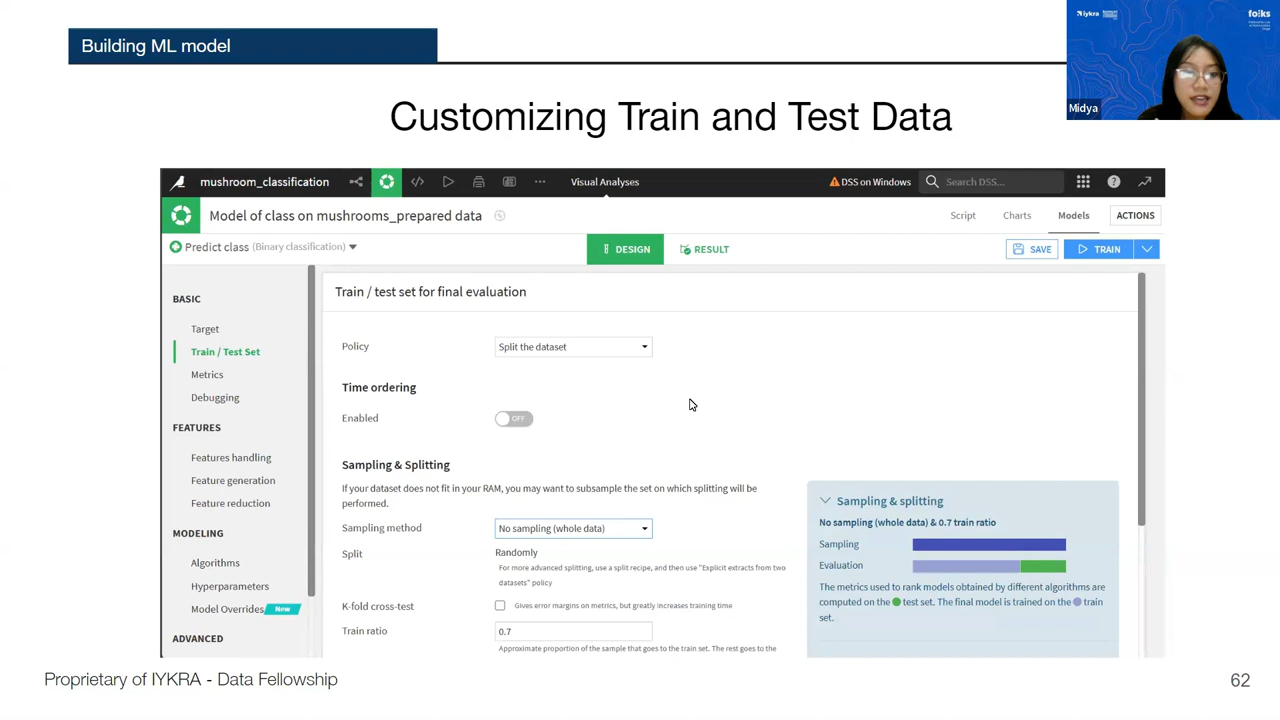 Building ML model
Customizing Train and Test Data
iykra
foiks
Midya
mushroom_classification
Visual Analyses
DSS on Windows
Search DSS...
Model of class on mushrooms_prepared data
Script
Charts
Models
ACTIONS
Predict class (Binary classification)
DESIGN
RESULT
SAVE
TRAIN
BASIC
Target
Train / Test Set
Metrics
Debugging
FEATURES
Features handling
Feature generation
Feature reduction
MODELING
Algorithms
Hyperparameters
Model Overrides New
ADVANCED
Train / test set for final evaluation
Policy
Split the dataset
Time ordering
Enabled
OFF
Sampling & Splitting
If your dataset does not fit in your RAM, you may want to subsample the set on which splitting will be
performed.
Sampling method
No sampling (whole data)
Split
Randomly
For more advanced splitting, use a split recipe, and then use "Explicit extracts from two
datasets" policy
K-fold cross-test
Gives error margins on metrics, but greatly increases training time
Train ratio
0.7
Approximate proportion of the sample that goes to the train set. The rest goes to the
Sampling & splitting
No sampling (whole data) & 0.7 train ratio
Sampling
Evaluation
The metrics used to rank models obtained by different algorithms are
computed on the test set. The final model is trained on the train
set.
Proprietary of IYKRA - Data Fellowship
62